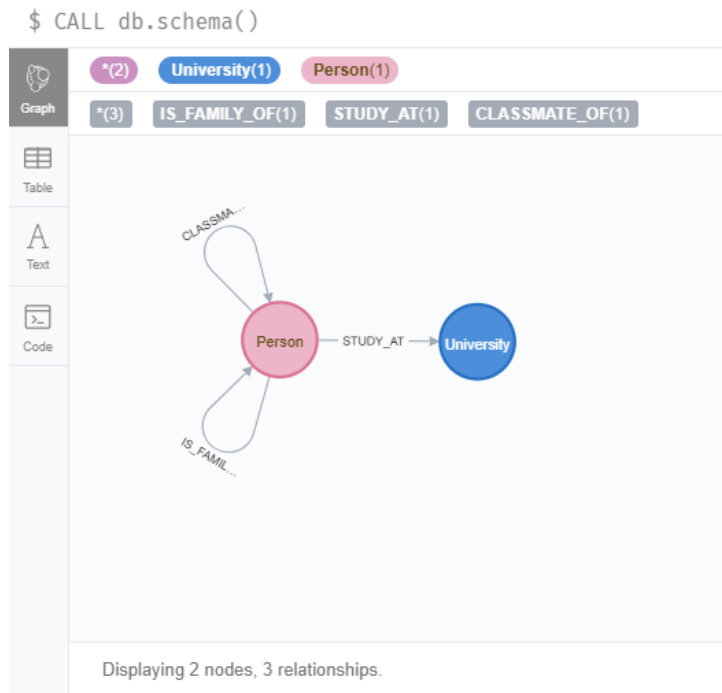 $ CALL db.schema()
*(2) University(1) Person(1)
Graph
*(3) IS_FAMILY_OF(1) STUDY_AT(1) CLASSMATE_OF(1)
Table
A
Text
>_
Code
CLASSMA...
Person
STUDY_AT
University
IS_FAMIL...
Displaying 2 nodes, 3 relationships.